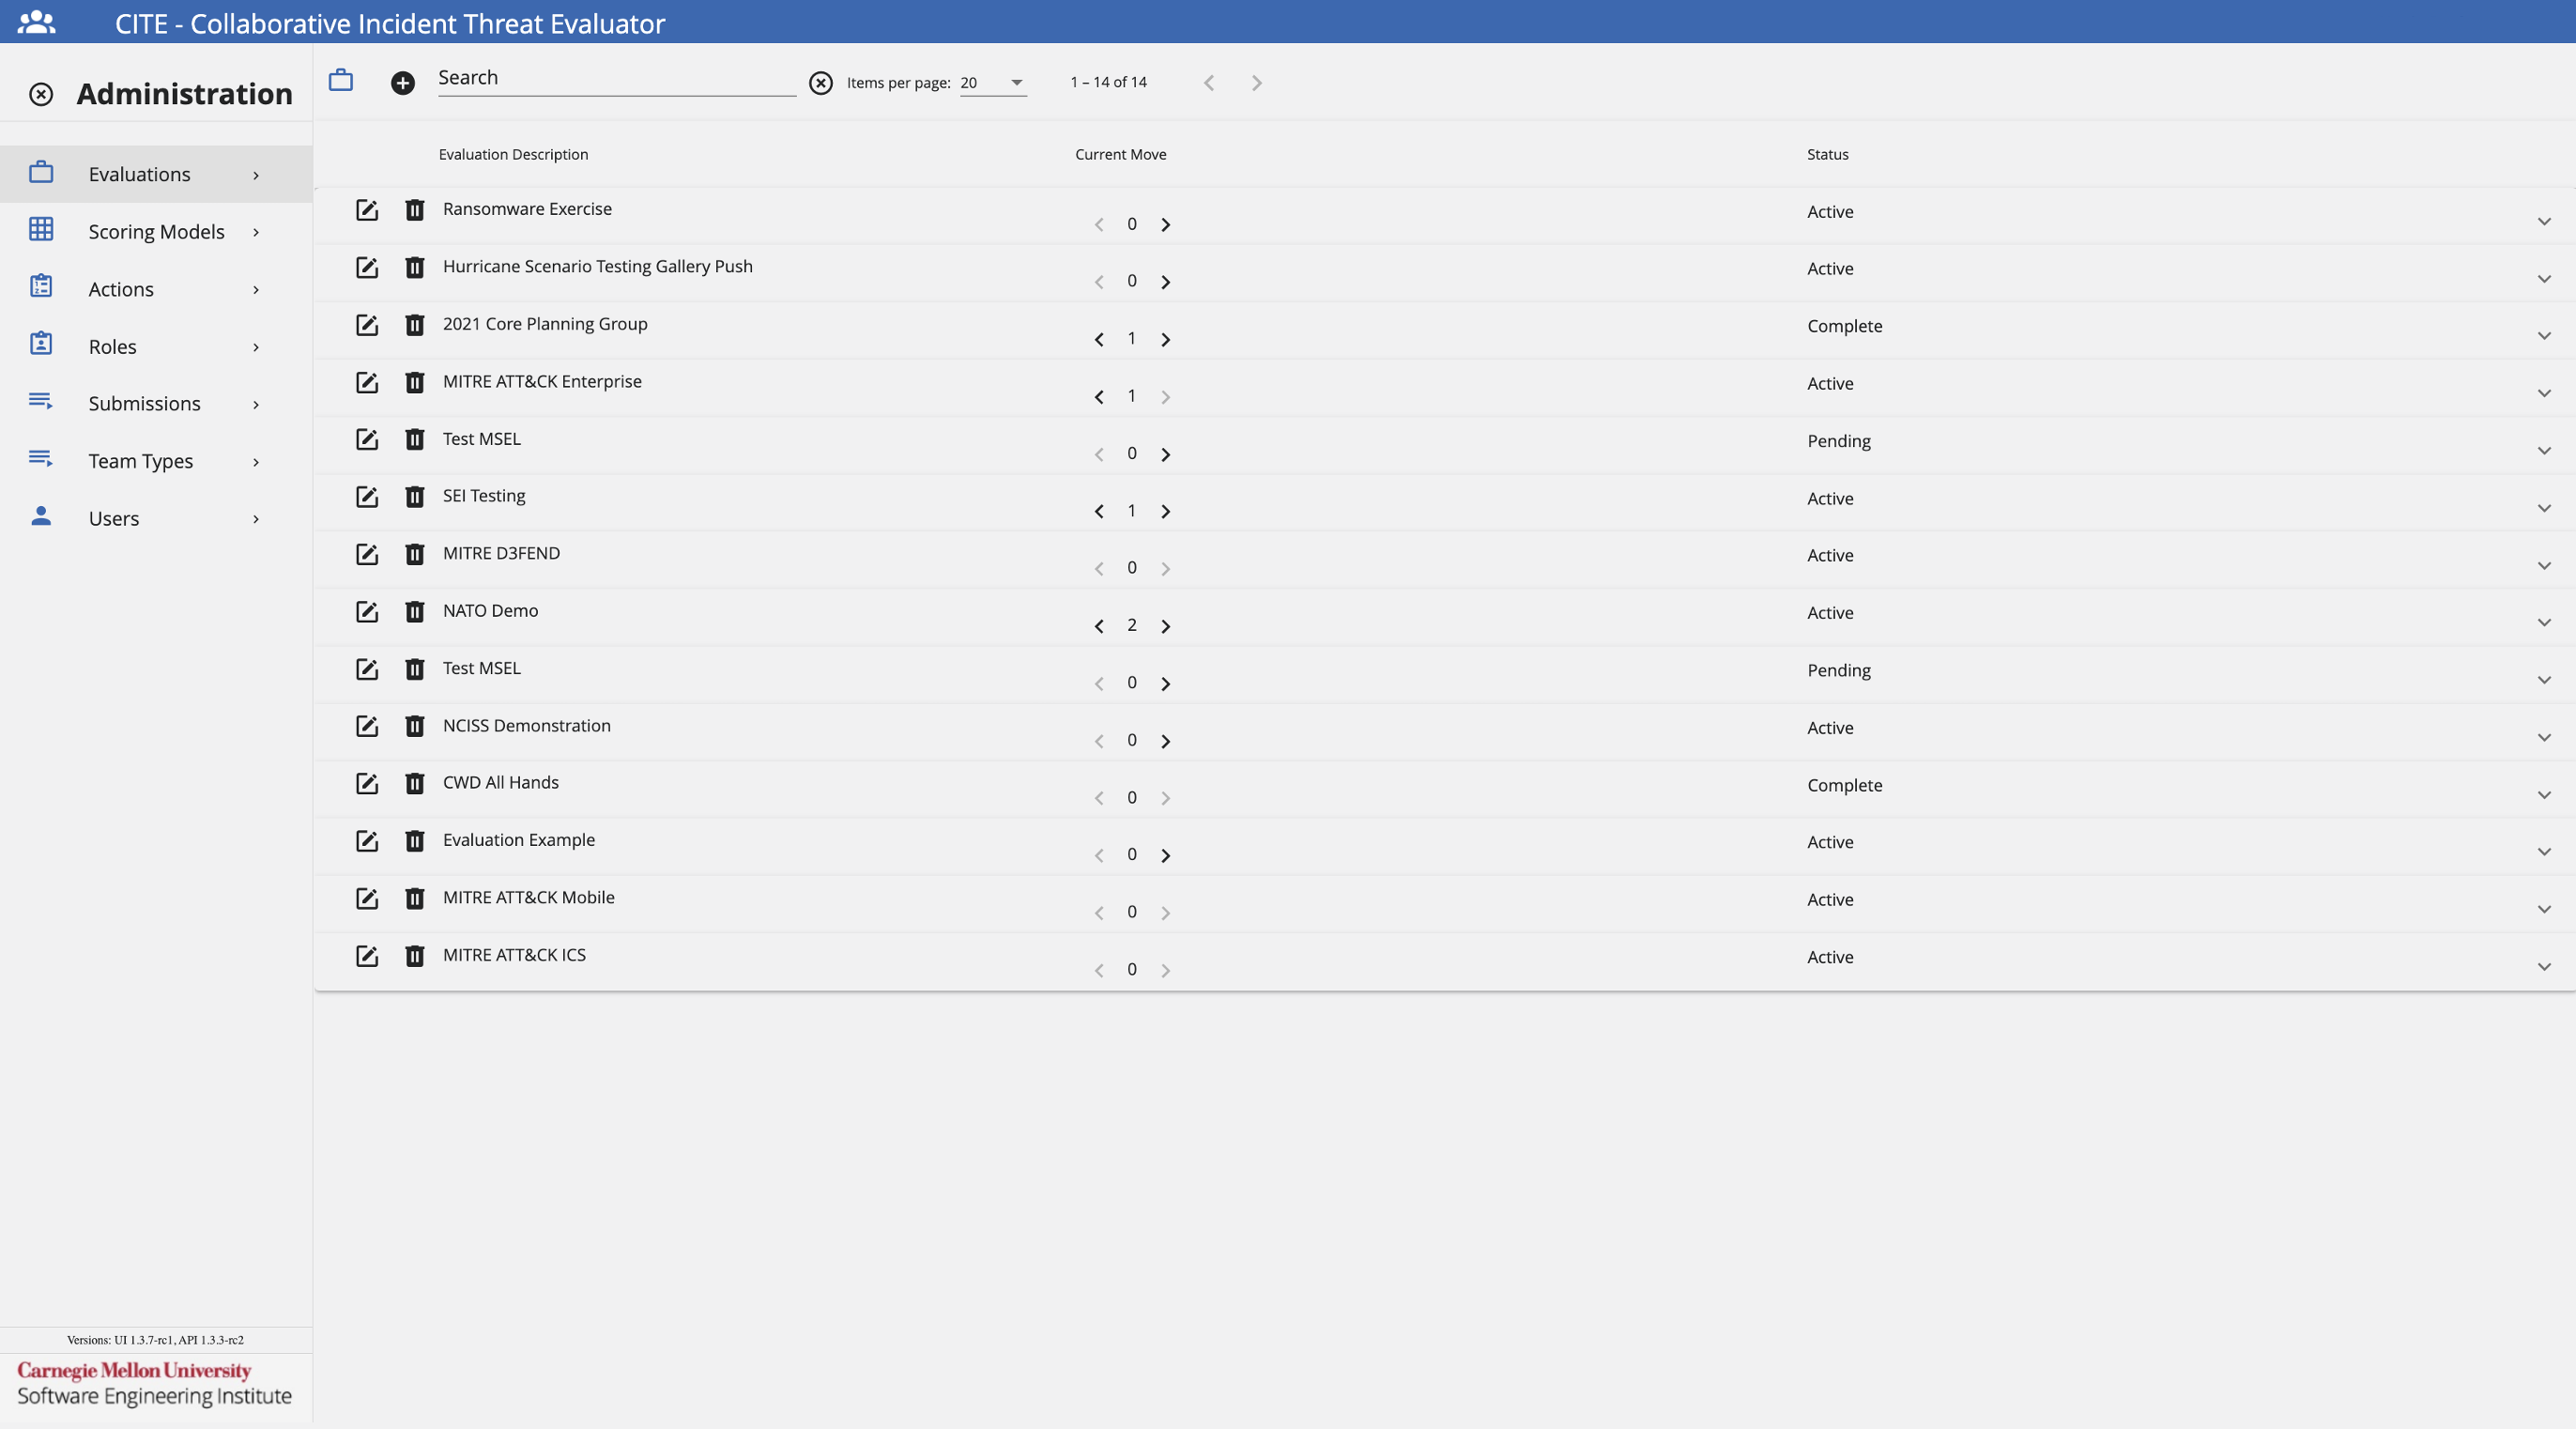 CITE - Collaborative Incident Threat Evaluator
Administration
Search
Items per page: 20
1 – 14 of 14
Evaluations
Scoring Models
Actions
Roles
Submissions
Team Types
Users
Evaluation Description Current Move Status
Ransomware Exercise 0 Active
Hurricane Scenario Testing Gallery Push 0 Active
2021 Core Planning Group 1 Complete
MITRE ATT&CK Enterprise 1 Active
Test MSEL 0 Pending
SEI Testing 1 Active
MITRE D3FEND 0 Active
NATO Demo 2 Active
Test MSEL 0 Pending
NCISS Demonstration 0 Active
CWD All Hands 0 Complete
Evaluation Example 0 Active
MITRE ATT&CK Mobile 0 Active
MITRE ATT&CK ICS 0 Active
Versions: UI 1.3.7-rc1, API 1.3.3-rc2
Carnegie Mellon University
Software Engineering Institute